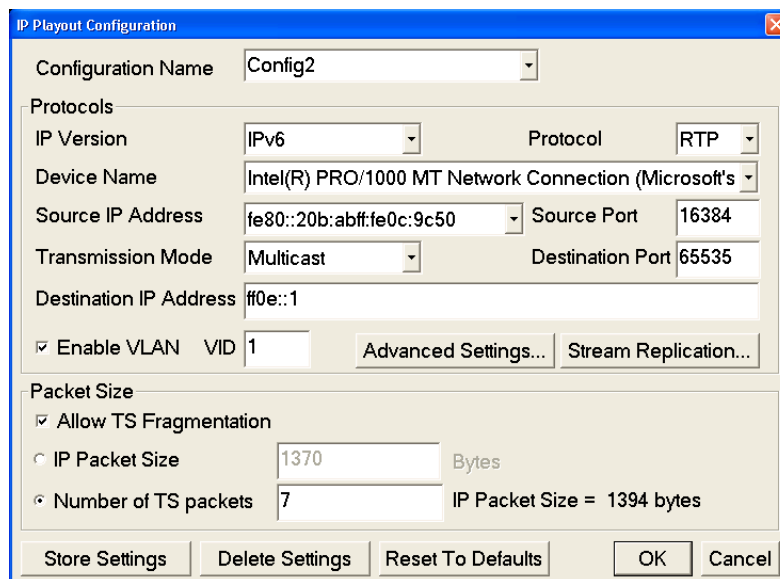 IP Playout Configuration
Configuration Name Config2
Protocols
IP Version IPv6 Protocol RTP
Device Name Intel(R) PRO/1000 MT Network Connection (Microsoft's
Source IP Address fe80::20b:abff:fe0c:9c50 Source Port 16384
Transmission Mode Multicast Destination Port 65535
Destination IP Address ff0e::1
Enable VLAN VID 1 Advanced Settings... Stream Replication...
Packet Size
Allow TS Fragmentation
IP Packet Size 1370 Bytes
Number of TS packets 7 IP Packet Size = 1394 bytes
Store Settings Delete Settings Reset To Defaults OK Cancel